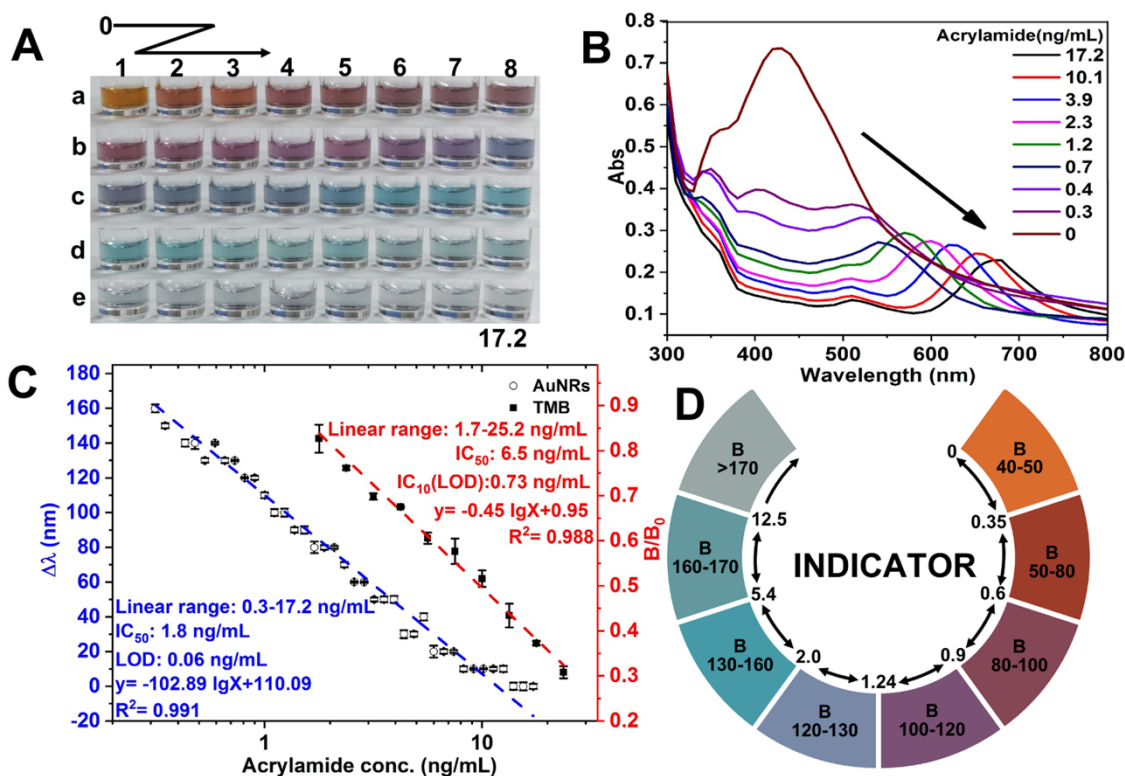 A
0
1 2 3 4 5 6 7 8
a
b
c
d
e
17.2
B
Acrylamide(ng/mL)
17.2
10.1
3.9
2.3
1.2
0.7
0.4
0.3
0
Abs
0.8
0.7
0.6
0.5
0.4
0.3
0.2
0.1
300 400 500 600 700 800
Wavelength (nm)
C
AuNRs
TMB
Linear range: 1.7-25.2 ng/mL
IC50: 6.5 ng/mL
IC10(LOD):0.73 ng/mL
y= -0.45 lgX+0.95
R²= 0.988
Linear range: 0.3-17.2 ng/mL
IC50: 1.8 ng/mL
LOD: 0.06 ng/mL
y= -102.89 lgX+110.09
R²= 0.991
Δλ (nm)
180
160
140
120
100
80
60
40
20
0
-20
B/B0
0.9
0.8
0.7
0.6
0.5
0.4
0.3
0.2
1 10
Acrylamide conc. (ng/mL)
D
INDICATOR
B
40-50
B
50-80
B
80-100
B
100-120
B
120-130
B
130-160
B
160-170
B
>170
0
0.35
0.6
0.9
1.24
2.0
5.4
12.5